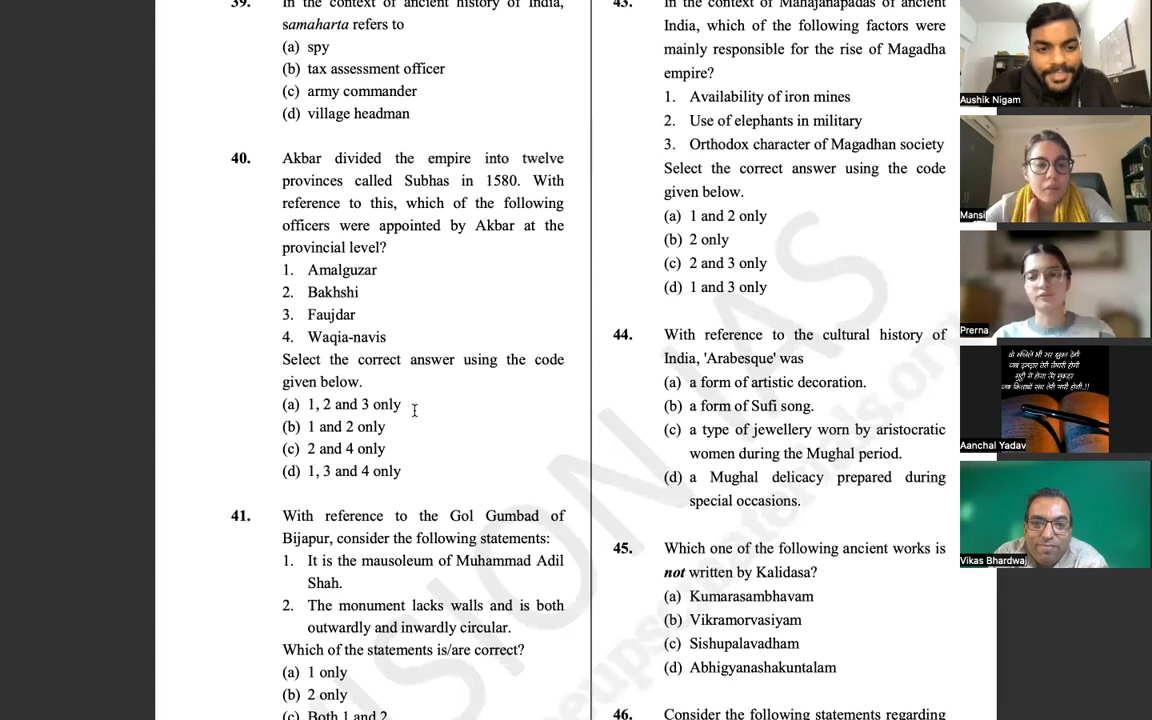 39. In the context of ancient history of India,
samaharta refers to
(a) spy
(b) tax assessment officer
(c) army commander
(d) village headman
40. Akbar divided the empire into twelve
provinces called Subhas in 1580. With
reference to this, which of the following
officers were appointed by Akbar at the
provincial level?
1. Amalguzar
2. Bakhshi
3. Faujdar
4. Waqia-navis
Select the correct answer using the code
given below.
(a) 1, 2 and 3 only
(b) 1 and 2 only
(c) 2 and 4 only
(d) 1, 3 and 4 only
41. With reference to the Gol Gumbad of
Bijapur, consider the following statements:
1. It is the mausoleum of Muhammad Adil
Shah.
2. The monument lacks walls and is both
outwardly and inwardly circular.
Which of the statements is/are correct?
(a) 1 only
(b) 2 only
(c) Both 1 and 2
43. In the context of Mahajanapadas of ancient
India, which of the following factors were
mainly responsible for the rise of Magadha
empire?
1. Availability of iron mines
2. Use of elephants in military
3. Orthodox character of Magadhan society
Select the correct answer using the code
given below.
(a) 1 and 2 only
(b) 2 only
(c) 2 and 3 only
(d) 1 and 3 only
44. With reference to the cultural history of
India, 'Arabesque' was
(a) a form of artistic decoration.
(b) a form of Sufi song.
(c) a type of jewellery worn by aristocratic
women during the Mughal period.
(d) a Mughal delicacy prepared during
special occasions.
45. Which one of the following ancient works is
not written by Kalidasa?
(a) Kumarasambhavam
(b) Vikramorvasiyam
(c) Sishupalavadham
(d) Abhigyanashakuntalam
46. Consider the following statements regarding
VISION IAS
Aushik Nigam
Mansi
Prerna
Aanchal Yadav
Vikas Bhardwaj